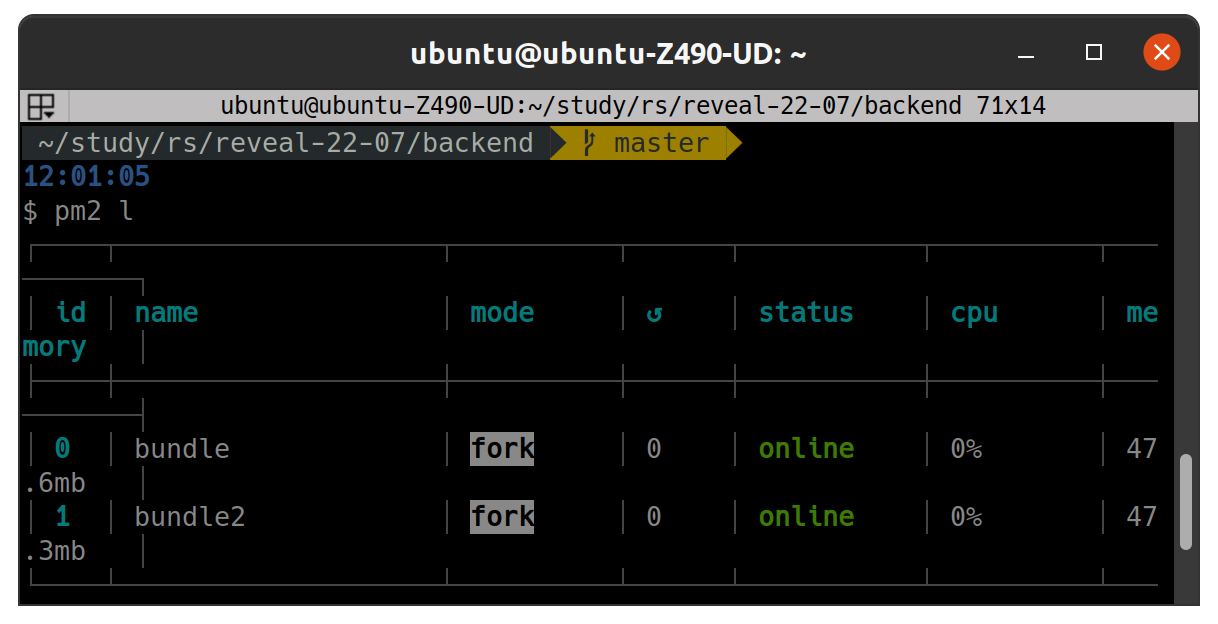 ubuntu@ubuntu-Z490-UD: ~
ubuntu@ubuntu-Z490-UD:~/study/rs/reveal-22-07/backend 71x14
~/study/rs/reveal-22-07/backend master
12:01:05
$ pm2 l
id name mode ↺ status cpu me
mory
0 bundle fork 0 online 0% 47
.6mb
1 bundle2 fork 0 online 0% 47
.3mb